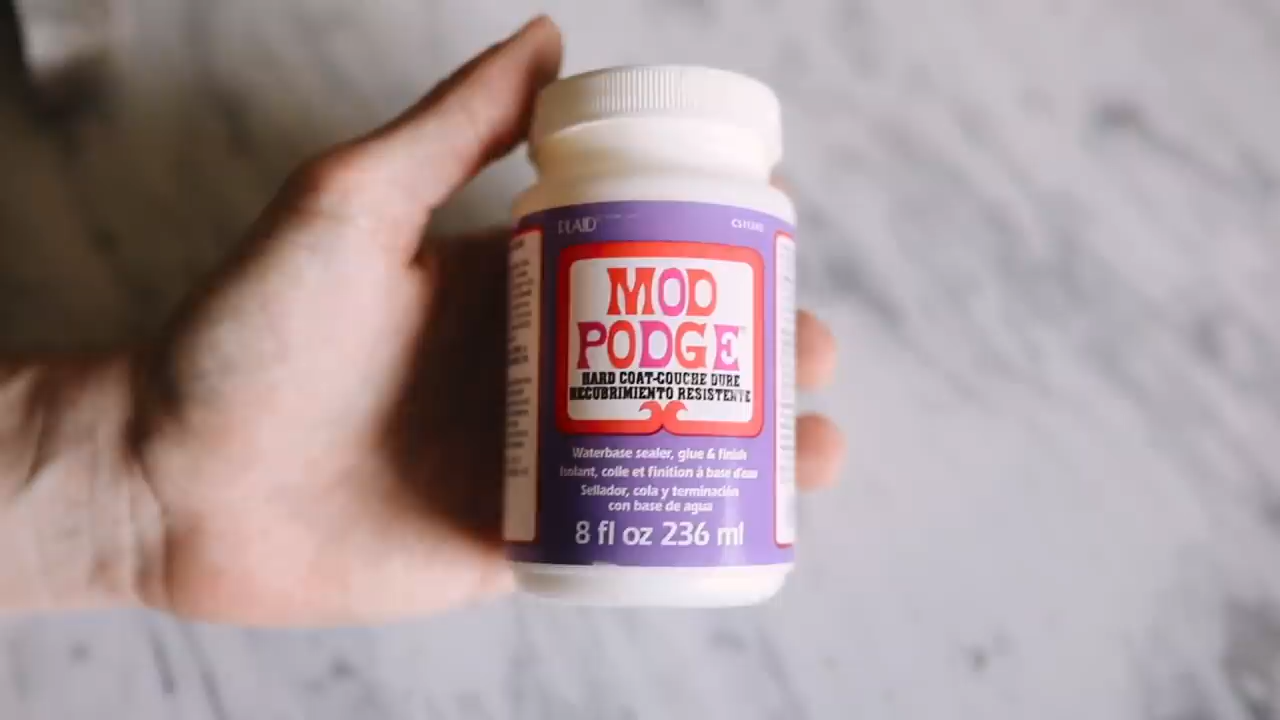 PLAID
MOD
PODGE
HARD COAT-COUCHE DURE
RECUBRIMIENTO RESISTENTE
Waterbase sealer, glue & finish
Isolant, colle et finition à base d'eau
Sellador, cola y terminación
con base de agua
8 fl oz 236 ml